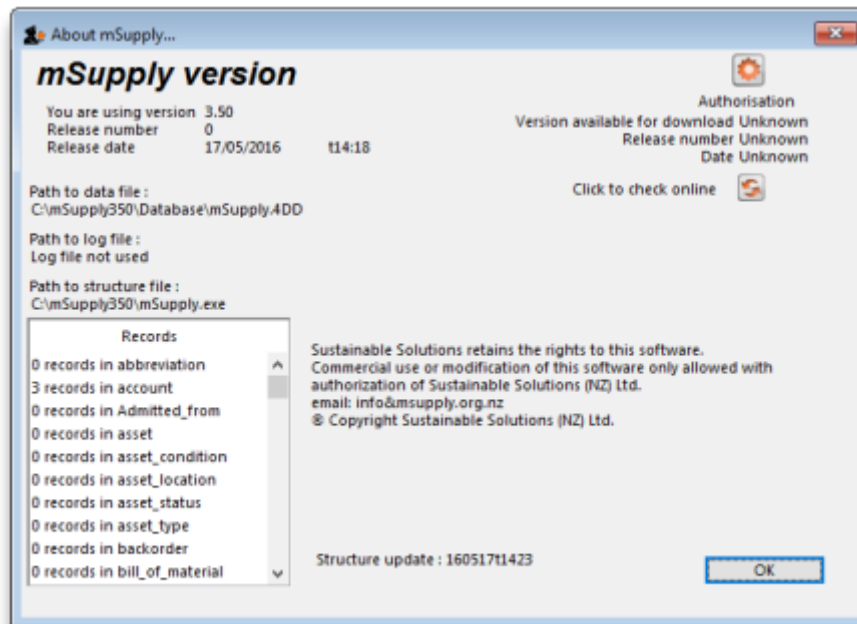 About mSupply...
mSupply version
You are using version 3.50
Release number 0
Release date 17/05/2016 t14:18
Authorisation
Version available for download Unknown
Release number Unknown
Date Unknown
Click to check online
Path to data file :
C:\mSupply350\Database\mSupply.4DD
Path to log file :
Log file not used
Path to structure file :
C:\mSupply350\mSupply.exe
Records
0 records in abbreviation
3 records in account
0 records in Admitted_from
0 records in asset
0 records in asset_condition
0 records in asset_location
0 records in asset_status
0 records in asset_type
0 records in backorder
0 records in bill_of_material
Sustainable Solutions retains the rights to this software.
Commercial use or modification of this software only allowed with
authorization of Sustainable Solutions (NZ) Ltd.
email: info&msupply.org.nz
® Copyright Sustainable Solutions (NZ) Ltd.
Structure update : 160517t1423
OK